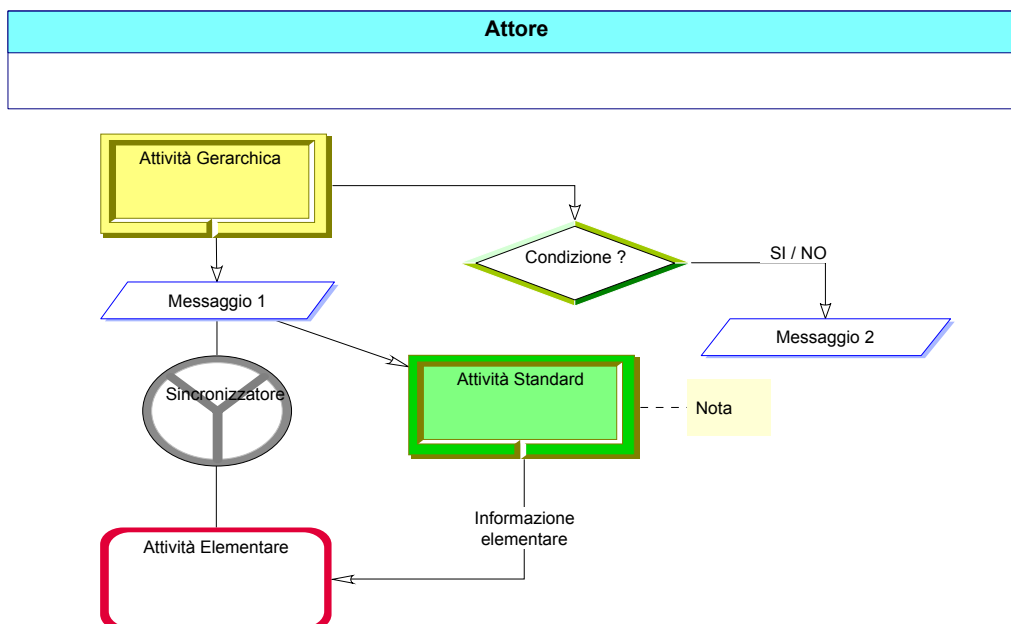 Attore
Attività Gerarchica
Condizione ?
SI / NO
Messaggio 1
Messaggio 2
Sincronizzatore
Attività Standard
Nota
Informazione
elementare
Attività Elementare